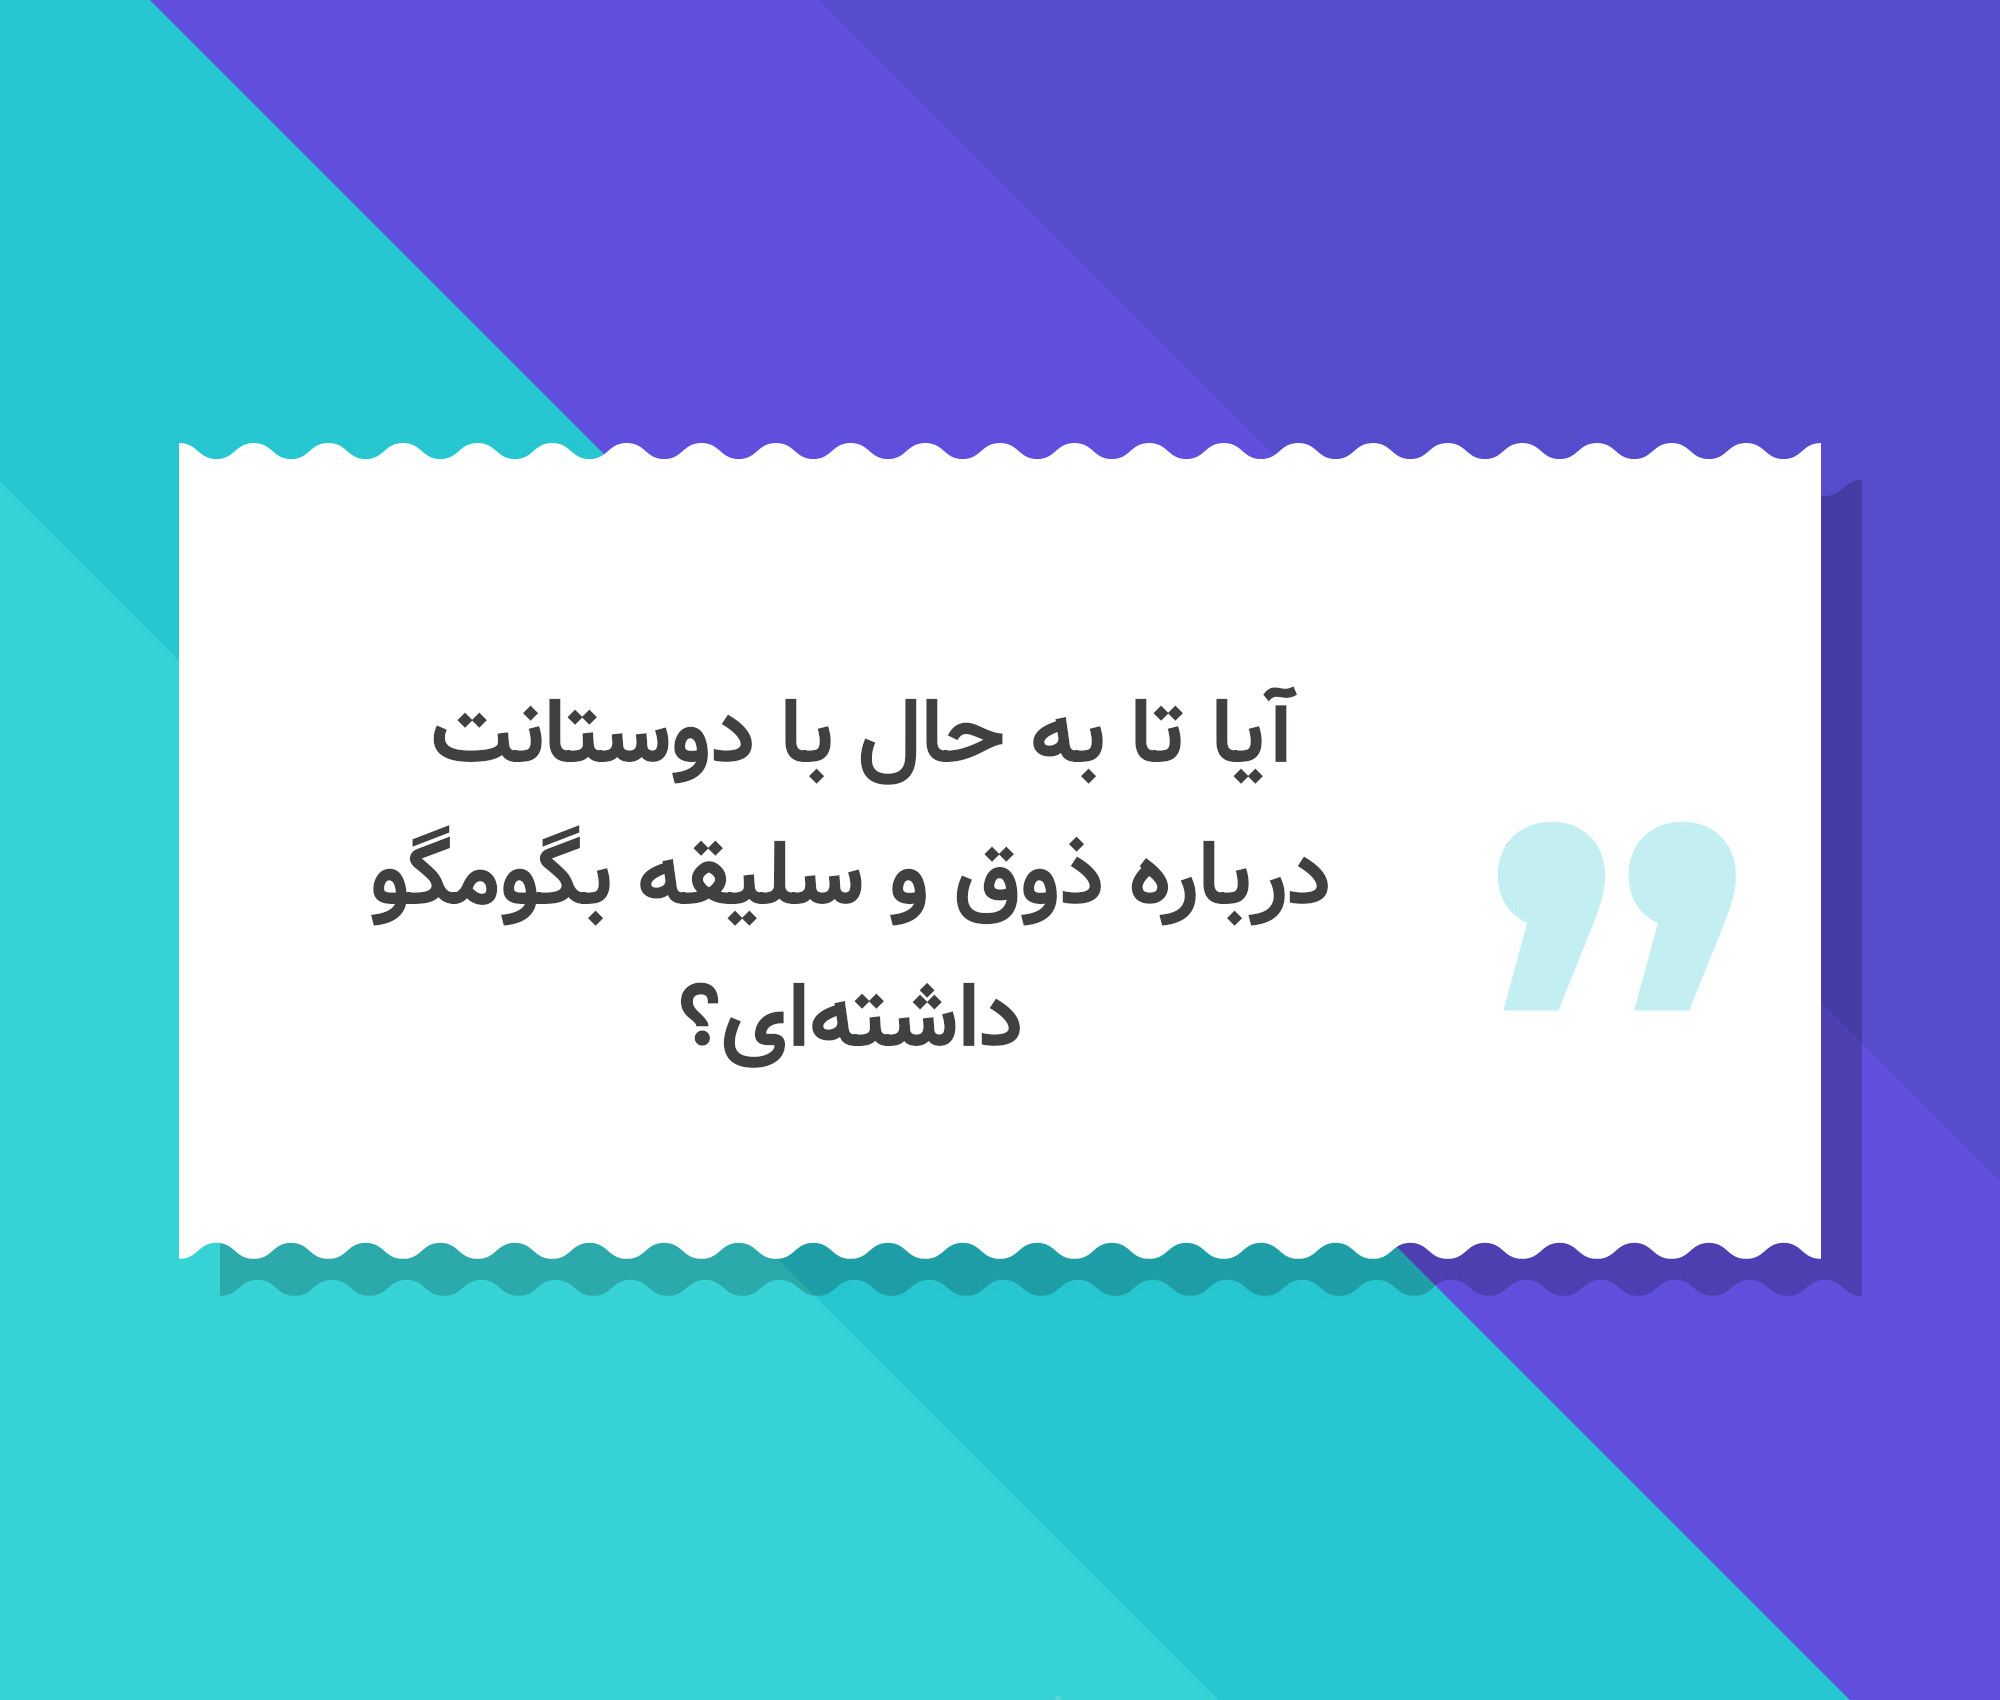 آیا تا به حال با دوستانت
درباره ذوق و سلیقه بگومگو
داشته‌ای؟